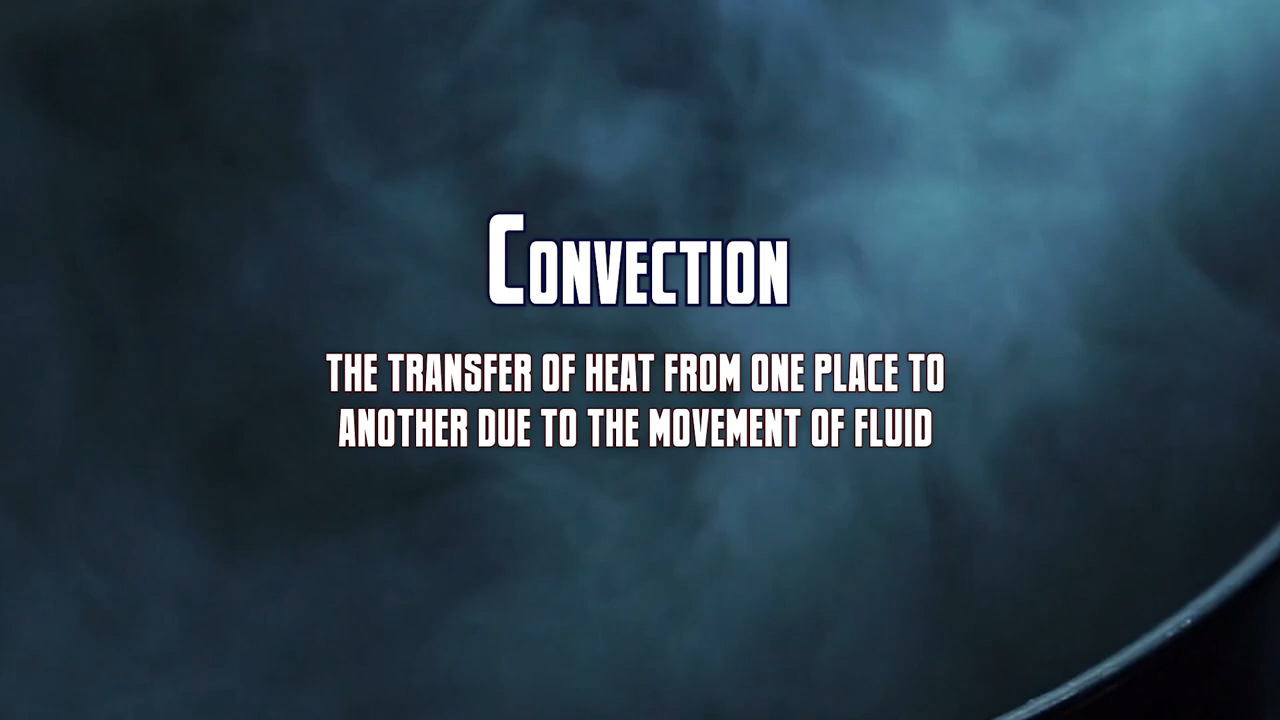 Convection
THE TRANSFER OF HEAT FROM ONE PLACE TO
ANOTHER DUE TO THE MOVEMENT OF FLUID